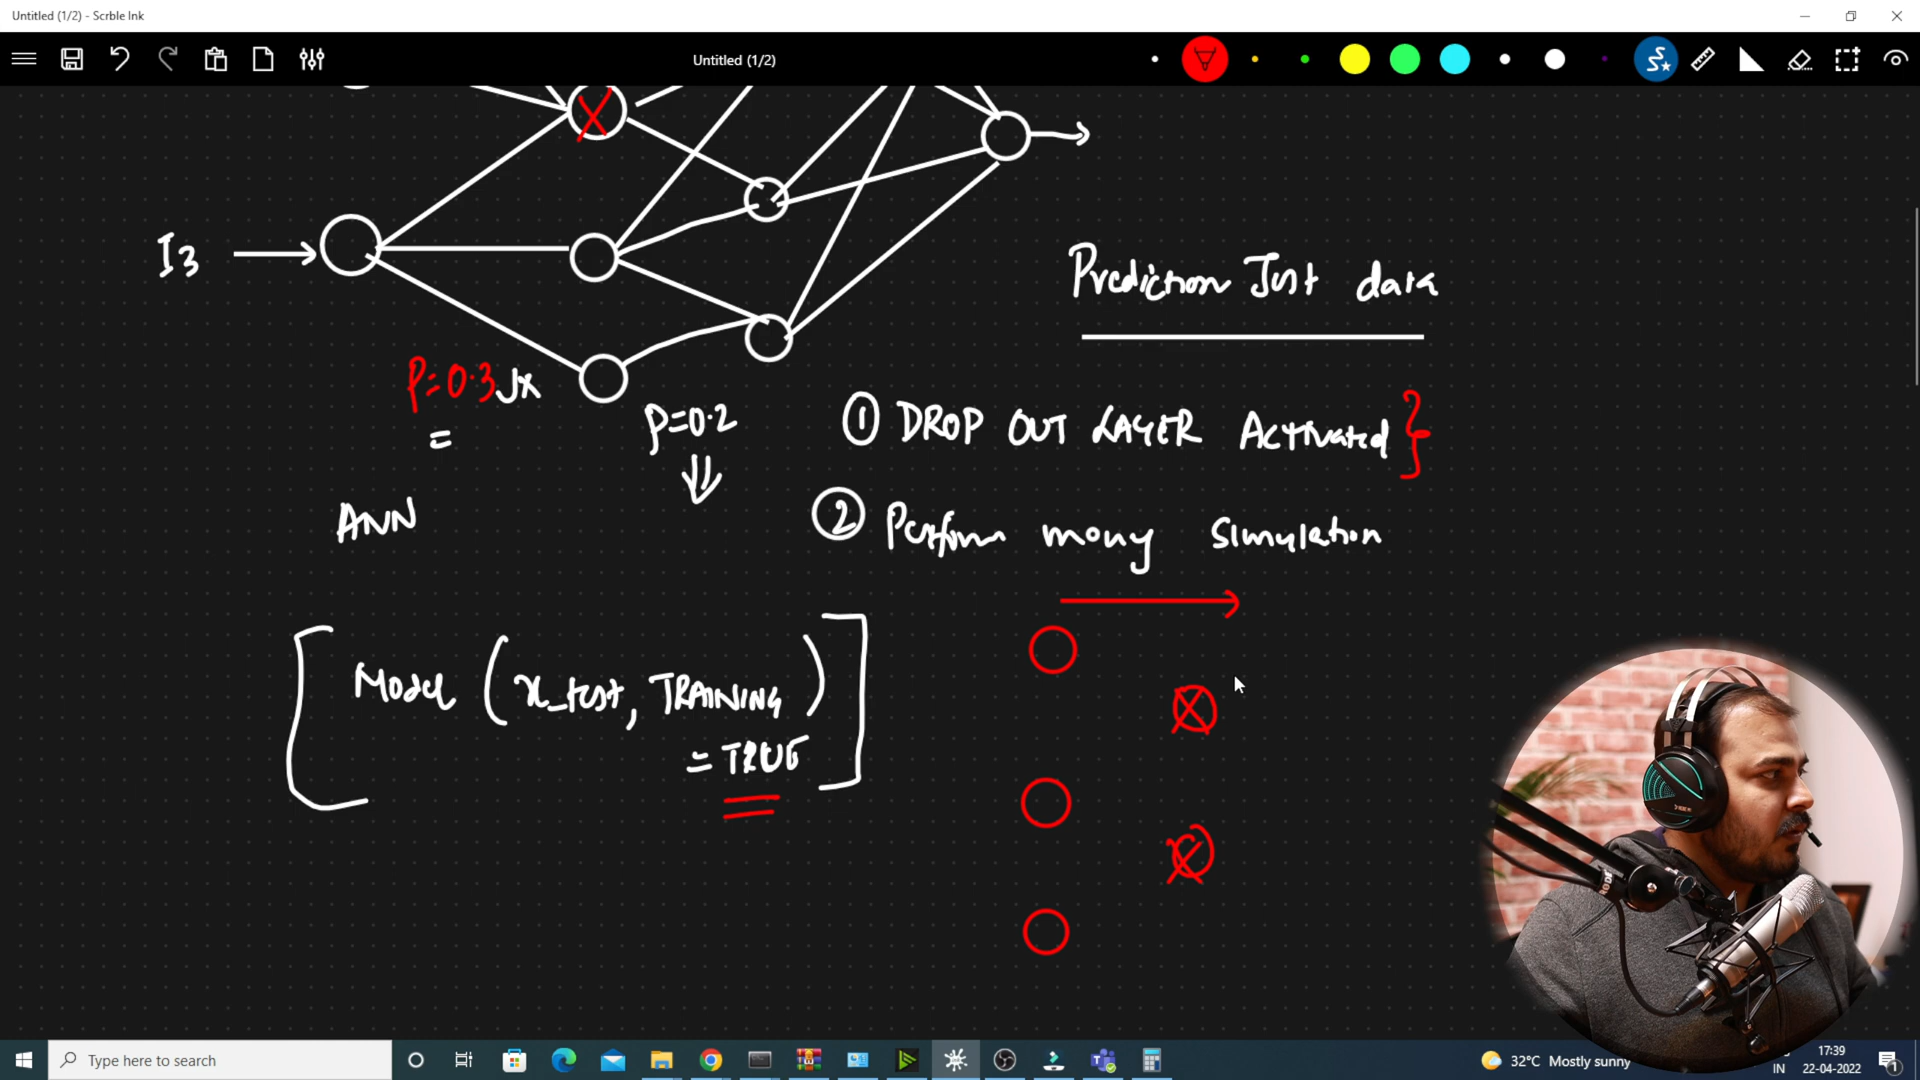 Untitled (1/2) - Scrble Ink
Untitled (1/2)
I3
Prediction Test data
P=0.3
P=0.2
=
① DROP OUT LAYER Activated }
② Perform many Simulation
ANN
[ Model (x_test, TRAINING)
= TRUE ]
RODE
Type here to search
32°C Mostly sunny
17:39
IN
22-04-2022
1